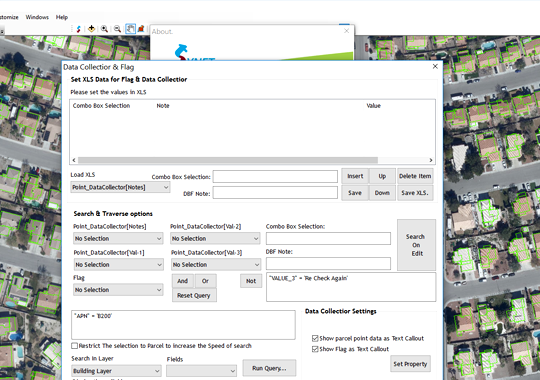 stomize Windows Help
About.
Data Collection & Flag
Set XLS Data for Flag & Data Collectior
Please set the values in XLS
Combo Box Selection Note Value
Load XLS
Combo Box Selection:
Insert Up Delete Item
Point_DataCollector[Notes]
DBF Note:
Save Down Save XLS.
Search & Traverse options
Point_DataCollector[Notes] Point_DataCollector[Val-2] Combo Box Selection:
No Selection No Selection
Search On Edit
Point_DataCollector[Val-1] Point_DataCollector[Val-3] DBF Note:
No Selection No Selection
Flag
And Or Not
"VALUE_3" = 'Re Check Again'
No Selection
Reset Query
"APN" = 'B200'
Data Collectior Settings
Show parcel point data as Text Callout
Restrict The selection to Parcel to increase the Speed of search
Show Flag as Text Callout
Search In Layer Fields
Run Query...
Set Property
Building Layer